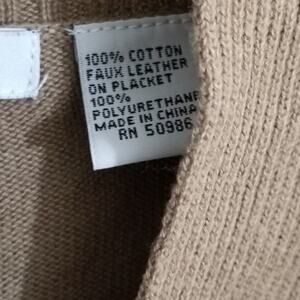 100% COTTON
FAUX LEATHER
ON PLACKET
100%
POLYURETHANE
MADE IN CHINA
RN 50986